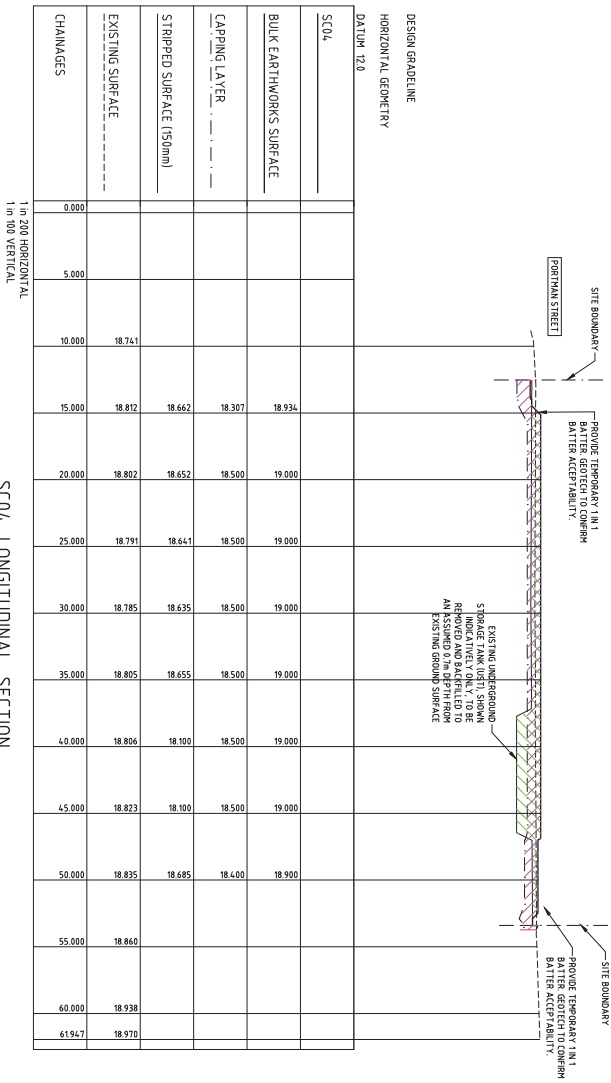 SITE BOUNDARY
PORTMAN STREET
PROVIDE TEMPORARY 1 IN 1
BATTER. GEOTECH TO CONFIRM
BATTER ACCEPTABILITY.
EXISTING UNDERGROUND
STORAGE TANK (UST), SHOWN
INDICATIVELY ONLY, TO BE
REMOVED AND BACKFILLED TO
AN ASSUMED 0.7m DEPTH FROM
EXISTING GROUND SURFACE
SITE BOUNDARY
PROVIDE TEMPORARY 1 IN 1
BATTER. GEOTECH TO CONFIRM
BATTER ACCEPTABILITY.
DESIGN GRADELINE
HORIZONTAL GEOMETRY
DATUM 12.0
SC04
BULK EARTHWORKS SURFACE 18.934 19.000 19.000 19.000 19.000 19.000 19.000 18.900
CAPPING LAYER 18.307 18.500 18.500 18.500 18.500 18.500 18.500 18.400
STRIPPED SURFACE (150mm) 18.662 18.652 18.641 18.635 18.655 18.100 18.100 18.685
EXISTING SURFACE 18.741 18.812 18.802 18.791 18.785 18.805 18.806 18.823 18.835 18.860 18.938 18.970
CHAINAGES 0.000 5.000 10.000 15.000 20.000 25.000 30.000 35.000 40.000 45.000 50.000 55.000 60.000 61.947
1 in 200 HORIZONTAL
1 in 100 VERTICAL
SC04 LONGITUDINAL SECTION